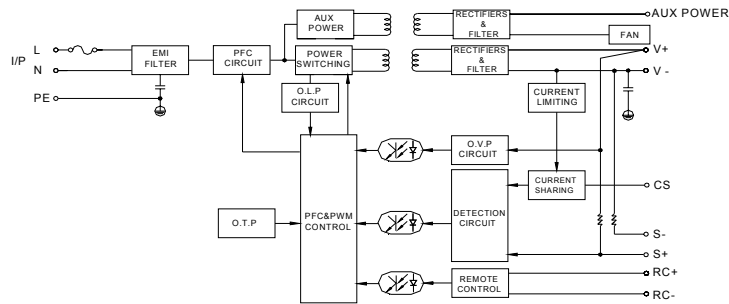 AUX
POWER
RECTIFIERS
&
FILTER
AUX POWER
FAN
I/P
L
N
PE
EMI
FILTER
PFC
CIRCUIT
POWER
SWITCHING
RECTIFIERS
&
FILTER
V+
V -
O.L.P
CIRCUIT
CURRENT
LIMITING
O.V.P
CIRCUIT
CURRENT
SHARING
CS
O.T.P
PFC&PWM
CONTROL
DETECTION
CIRCUIT
S-
S+
REMOTE
CONTROL
RC+
RC-